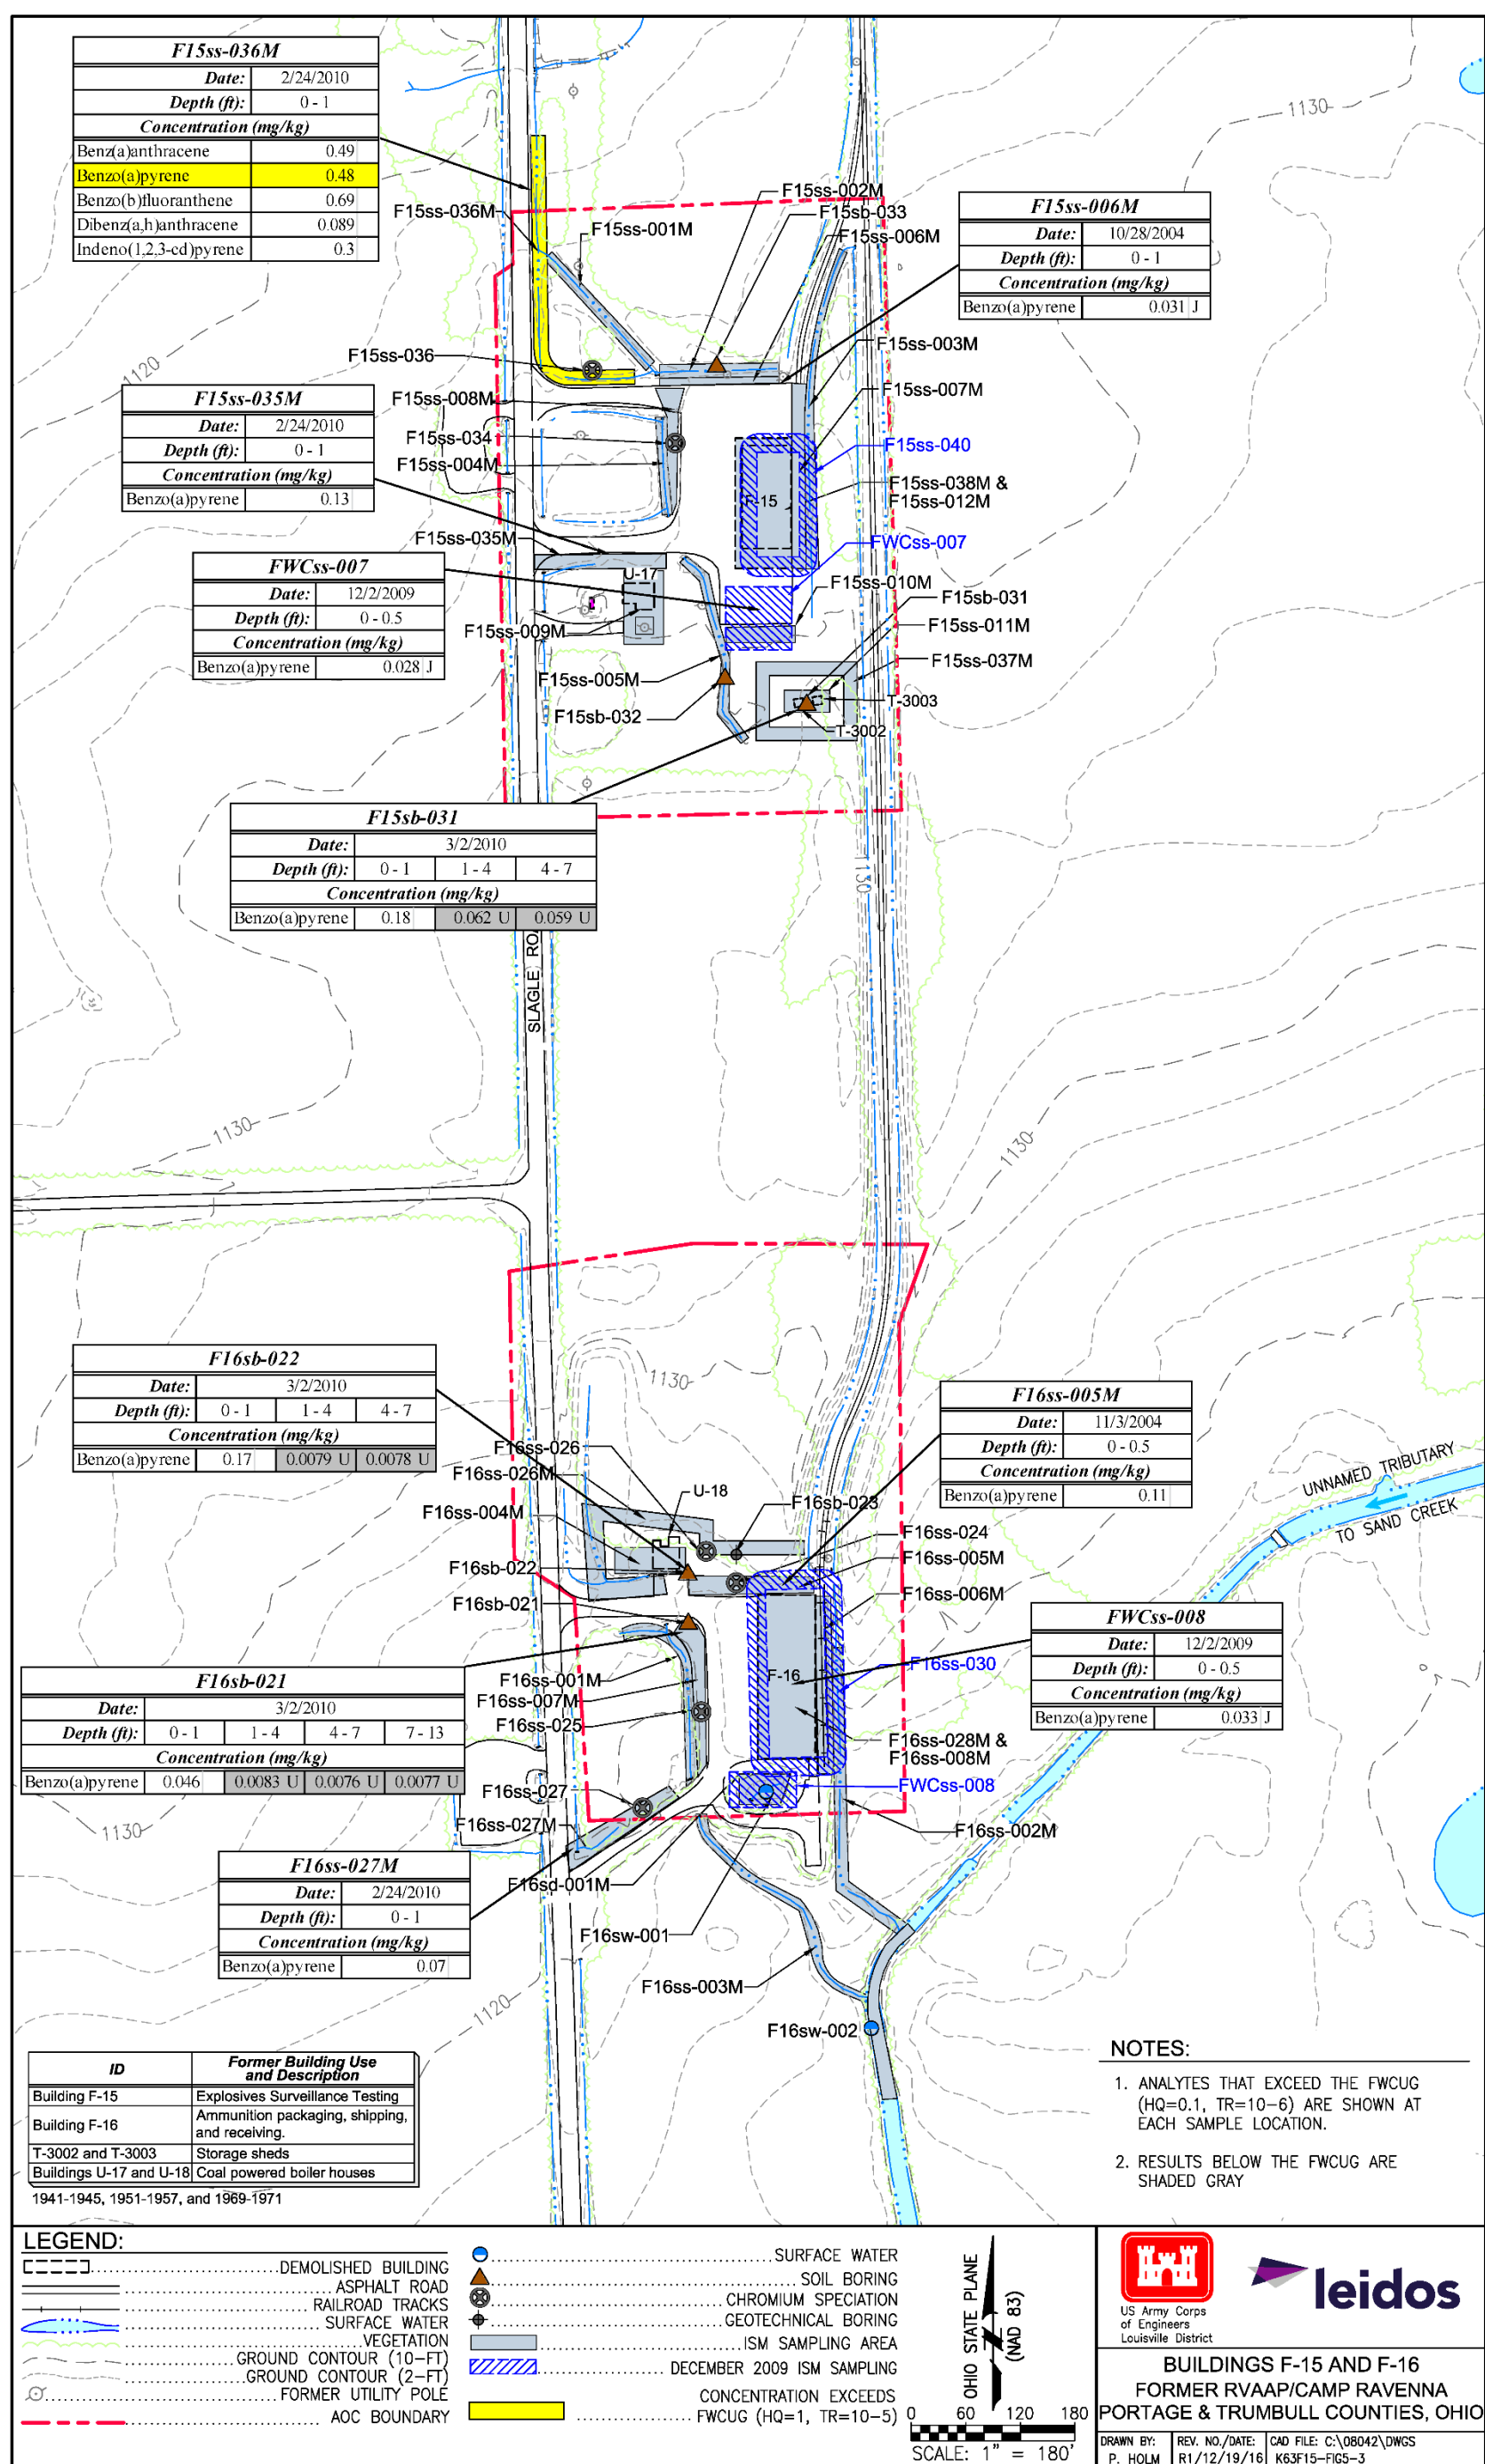 F15ss-036M
Date: 2/24/2010
Depth (ft): 0 - 1
Concentration (mg/kg)
Benz(a)anthracene 0.49
Benzo(a)pyrene 0.48
Benzo(b)fluoranthene 0.69
Dibenz(a,h)anthracene 0.089
Indeno(1,2,3-cd)pyrene 0.3
1130
F15ss-002M
F15sb-033
F15ss-006M
F15ss-036M
F15ss-001M
F15ss-006M
Date: 10/28/2004
Depth (ft): 0 - 1
Concentration (mg/kg)
Benzo(a)pyrene 0.031 J
F15ss-003M
F15ss-036
1120
F15ss-007M
F15ss-008M
F15ss-035M
Date: 2/24/2010
Depth (ft): 0 - 1
Concentration (mg/kg)
Benzo(a)pyrene 0.13
F15ss-034
F15ss-004M
F15ss-040
F-15
F15ss-038M &
F15ss-012M
F15ss-035M
FWCss-007
FWCss-007
Date: 12/2/2009
Depth (ft): 0 - 0.5
Concentration (mg/kg)
Benzo(a)pyrene 0.028 J
U-17
F15ss-010M
F15sb-031
F15ss-011M
F15ss-009M
F15ss-037M
F15ss-005M
T-3003
F15sb-032
T-3002
F15sb-031
Date: 3/2/2010
Depth (ft): 0 - 1 1 - 4 4 - 7
Concentration (mg/kg)
Benzo(a)pyrene 0.18 0.062 U 0.059 U
1130
SLAGLE ROA
1130
1130
F16sb-022
Date: 3/2/2010
Depth (ft): 0 - 1 1 - 4 4 - 7
Concentration (mg/kg)
Benzo(a)pyrene 0.17 0.0079 U 0.0078 U
1130
F16ss-005M
Date: 11/3/2004
Depth (ft): 0 - 0.5
Concentration (mg/kg)
Benzo(a)pyrene 0.11
F16ss-026
F16ss-026M
U-18
F16sb-023
F16ss-004M
UNNAMED TRIBUTARY
TO SAND CREEK
F16ss-024
F16ss-005M
F16sb-022
F16ss-006M
F16sb-021
FWCss-008
Date: 12/2/2009
Depth (ft): 0 - 0.5
Concentration (mg/kg)
Benzo(a)pyrene 0.033 J
F16sb-021
Date: 3/2/2010
Depth (ft): 0 - 1 1 - 4 4 - 7 7 - 13
Concentration (mg/kg)
Benzo(a)pyrene 0.046 0.0083 U 0.0076 U 0.0077 U
F-16
F16ss-030
F16ss-001M
F16ss-007M
F16ss-025
F16ss-028M &
F16ss-008M
F16ss-027
FWCss-008
F16ss-027M
1130
F16ss-002M
F16ss-027M
Date: 2/24/2010
Depth (ft): 0 - 1
Concentration (mg/kg)
Benzo(a)pyrene 0.07
F16sd-001M
F16sw-001
F16ss-003M
1120
F16sw-002
ID Former Building Use
and Description
Building F-15 Explosives Surveillance Testing
Building F-16 Ammunition packaging, shipping,
and receiving.
T-3002 and T-3003 Storage sheds
Buildings U-17 and U-18 Coal powered boiler houses
1941-1945, 1951-1957, and 1969-1971
NOTES:
1. ANALYTES THAT EXCEED THE FWCUG
(HQ=0.1, TR=10-6) ARE SHOWN AT
EACH SAMPLE LOCATION.
2. RESULTS BELOW THE FWCUG ARE
SHADED GRAY
LEGEND:
DEMOLISHED BUILDING
ASPHALT ROAD
RAILROAD TRACKS
SURFACE WATER
VEGETATION
GROUND CONTOUR (10-FT)
GROUND CONTOUR (2-FT)
FORMER UTILITY POLE
AOC BOUNDARY
SURFACE WATER
SOIL BORING
CHROMIUM SPECIATION
GEOTECHNICAL BORING
ISM SAMPLING AREA
DECEMBER 2009 ISM SAMPLING
CONCENTRATION EXCEEDS
FWCUG (HQ=1, TR=10-5)
OHIO STATE PLANE
(NAD 83)
0 60 120 180
SCALE: 1" = 180'
US Army Corps
of Engineers
Louisville District
leidos
BUILDINGS F-15 AND F-16
FORMER RVAAP/CAMP RAVENNA
PORTAGE & TRUMBULL COUNTIES, OHIO
DRAWN BY: REV. NO./DATE: CAD FILE: C:\08042\DWGS
P. HOLM R1/12/19/16 K63F15-FIG5-3